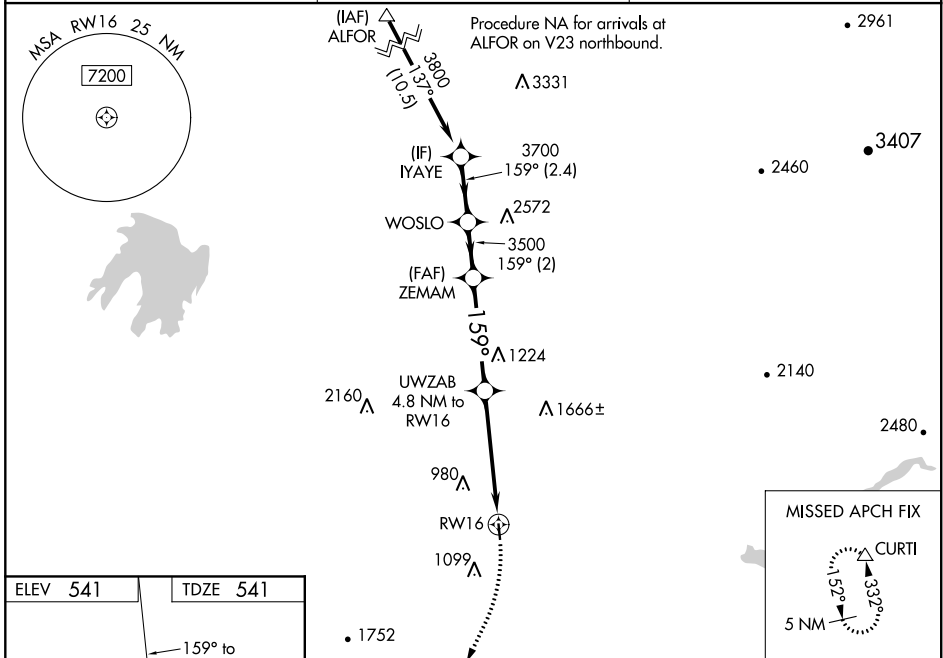 MSA RW16 25 NM
7200
(IAF)
ALFOR
Procedure NA for arrivals at
ALFOR on V23 northbound.
2961
3800
137°
(10.5)
3331
3407
(IF)
IYAYE
3700
159° (2.4)
2460
WOSLO
2572
3500
159° (2)
(FAF)
ZEMAM
159°
1224
2140
UWZAB
4.8 NM to
RW16
2160
1666±
2480
980
RW16
1099
MISSED APCH FIX
CURTI
152°
332°
5 NM
ELEV 541
TDZE 541
159° to
1752